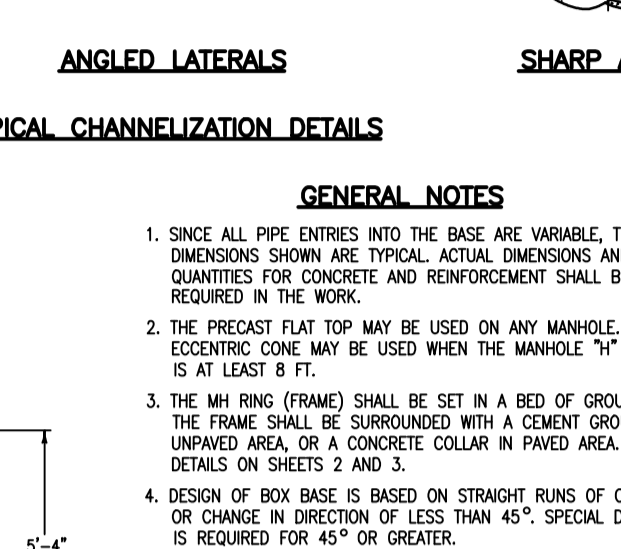 ANGLED LATERALS
SHARP
CHANNELIZATION DETAILS
GENERAL NOTES
1. SINCE ALL PIPE ENTRIES INTO THE BASE ARE VARIABLE,
DIMENSIONS SHOWN ARE TYPICAL. ACTUAL DIMENSIONS
QUANTITIES FOR CONCRETE AND REINFORCEMENT SHALL
REQUIRED IN THE WORK.
2. THE PRECAST FLAT TOP MAY BE USED ON ANY MANHOLE.
ECCENTRIC CONE MAY BE USED WHEN THE MANHOLE "H"
IS AT LEAST 8 FT.
3. THE MH RING (FRAME) SHALL BE SET IN A BED OF
THE FRAME SHALL BE SURROUNDED WITH A CEMENT
UNPAVED AREA, OR A CONCRETE COLLAR IN PAVED AREA.
DETAILS ON SHEETS 2 AND 3.
4. DESIGN OF BOX BASE IS BASED ON STRAIGHT RUNS OF
OR CHANGE IN DIRECTION OF LESS THAN 45°. SPECIAL
IS REQUIRED FOR 45° OR GREATER.
5'-4"